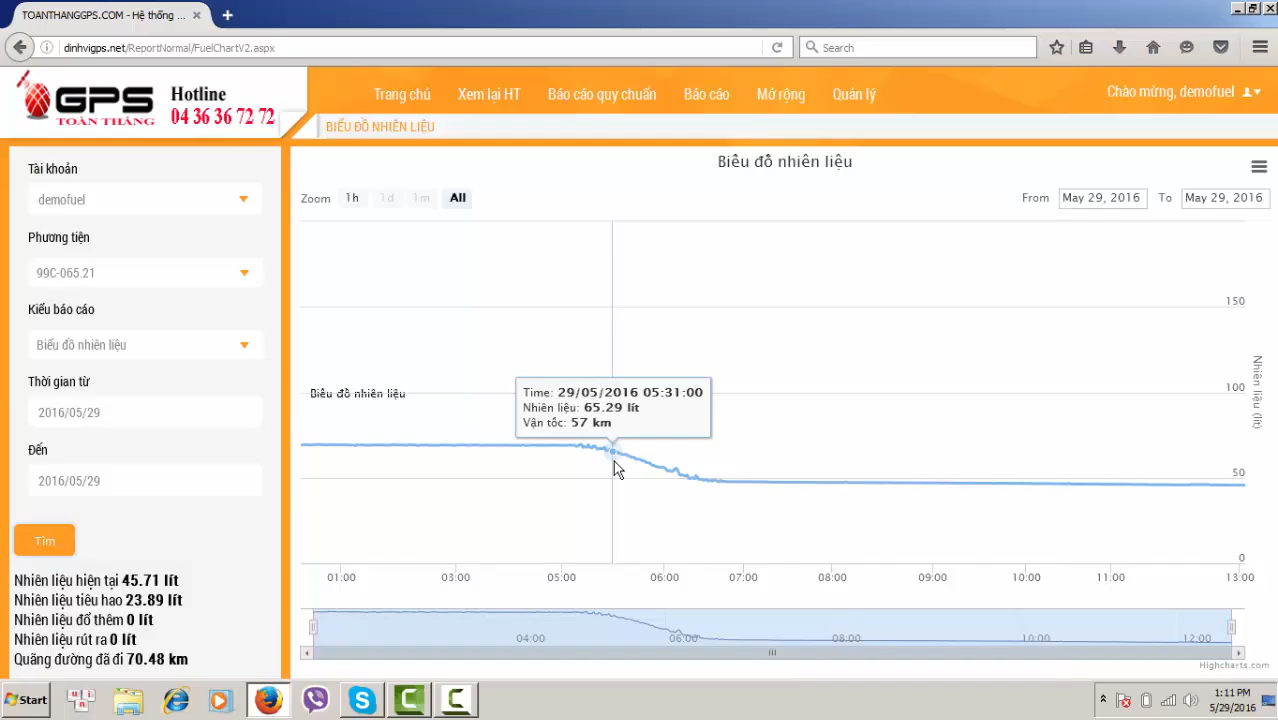 TOANTHANGGPS.COM - Hệ thống ...
dinhvigps.net/ReportNormal/FuelChartV2.aspx
Search
GPS
TOÀN THẮNG
Hotline
04 36 36 72 72
Trang chủ
Xem lại HT
Báo cáo quy chuẩn
Báo cáo
Mở rộng
Quản lý
Chào mừng, demofuel
BIỂU ĐỒ NHIÊN LIỆU
Tài khoản
demofuel
Phương tiện
99C-065.21
Kiểu báo cáo
Biểu đồ nhiên liệu
Thời gian từ
2016/05/29
Đến
2016/05/29
Tìm
Nhiên liệu hiện tại 45.71 lít
Nhiên liệu tiêu hao 23.89 lít
Nhiên liệu đổ thêm 0 lít
Nhiên liệu rút ra 0 lít
Quãng đường đã đi 70.48 km
Biểu đồ nhiên liệu
Zoom 1h 1d 1m All
From May 29, 2016 To May 29, 2016
150
100
50
0
Nhiên liệu (lít)
Biểu đồ nhiên liệu
Time: 29/05/2016 05:31:00
Nhiên liệu: 65.29 lít
Vận tốc: 57 km
01:00 03:00 05:00 06:00 07:00 08:00 09:00 10:00 11:00 13:00
04:00 06:00 08:00 10:00 12:00
Highcharts.com
Start
1:11 PM
5/29/2016